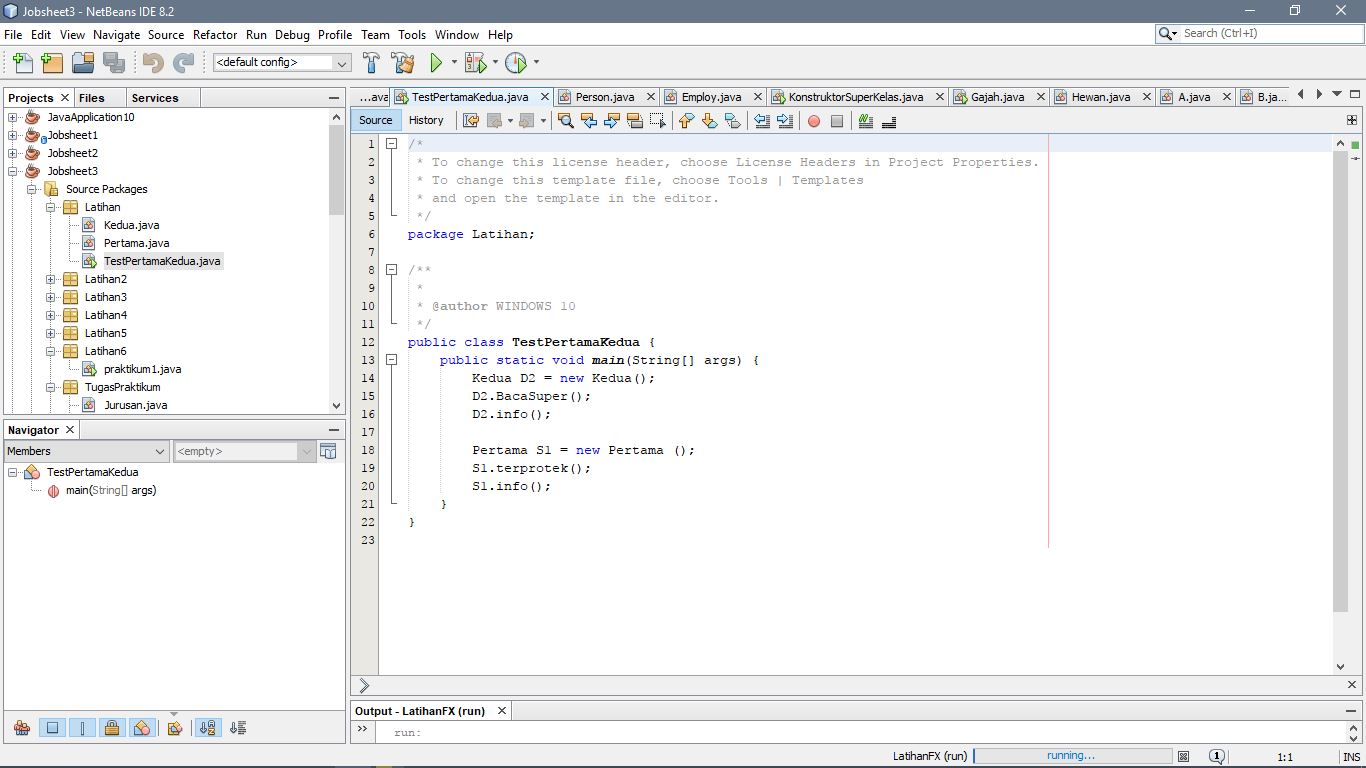 Jobsheet3 - NetBeans IDE 8.2
File Edit View Navigate Source Refactor Run Debug Profile Team Tools Window Help
Search (Ctrl+I)
<default config>
Projects Files Services
JavaApplication10
Jobsheet1
Jobsheet2
Jobsheet3
Source Packages
Latihan
Kedua.java
Pertama.java
TestPertamaKedua.java
Latihan2
Latihan3
Latihan4
Latihan5
Latihan6
praktikum1.java
TugasPraktikum
Jurusan.java
Navigator
Members <empty>
TestPertamaKedua
main(String[] args)
...ava TestPertamaKedua.java Person.java Employ.java KonstruktorSuperKelas.java Gajah.java Hewan.java A.java B.ja...
Source History
1 /*
2 * To change this license header, choose License Headers in Project Properties.
3 * To change this template file, choose Tools | Templates
4 * and open the template in the editor.
5 */
6 package Latihan;
7
8 /**
9 *
10 * @author WINDOWS 10
11 */
12 public class TestPertamaKedua {
13 public static void main(String[] args) {
14 Kedua D2 = new Kedua();
15 D2.BacaSuper();
16 D2.info();
17
18 Pertama S1 = new Pertama ();
19 S1.terprotek();
20 S1.info();
21 }
22 }
23
Output - LatihanFX (run)
run:
LatihanFX (run) running... 1 1:1 INS